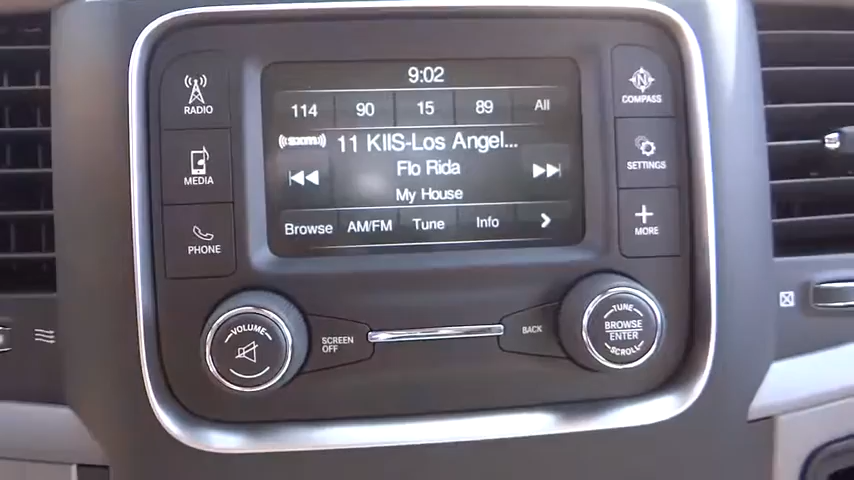 9:02
114 90 15 89 All
((SiriusXM))
11 KIIS-Los Angel...
Flo Rida
My House
Browse AM/FM Tune Info
RADIO
MEDIA
PHONE
N
COMPASS
SETTINGS
MORE
VOLUME
SCREEN
OFF
BACK
TUNE
BROWSE
ENTER
SCROLL